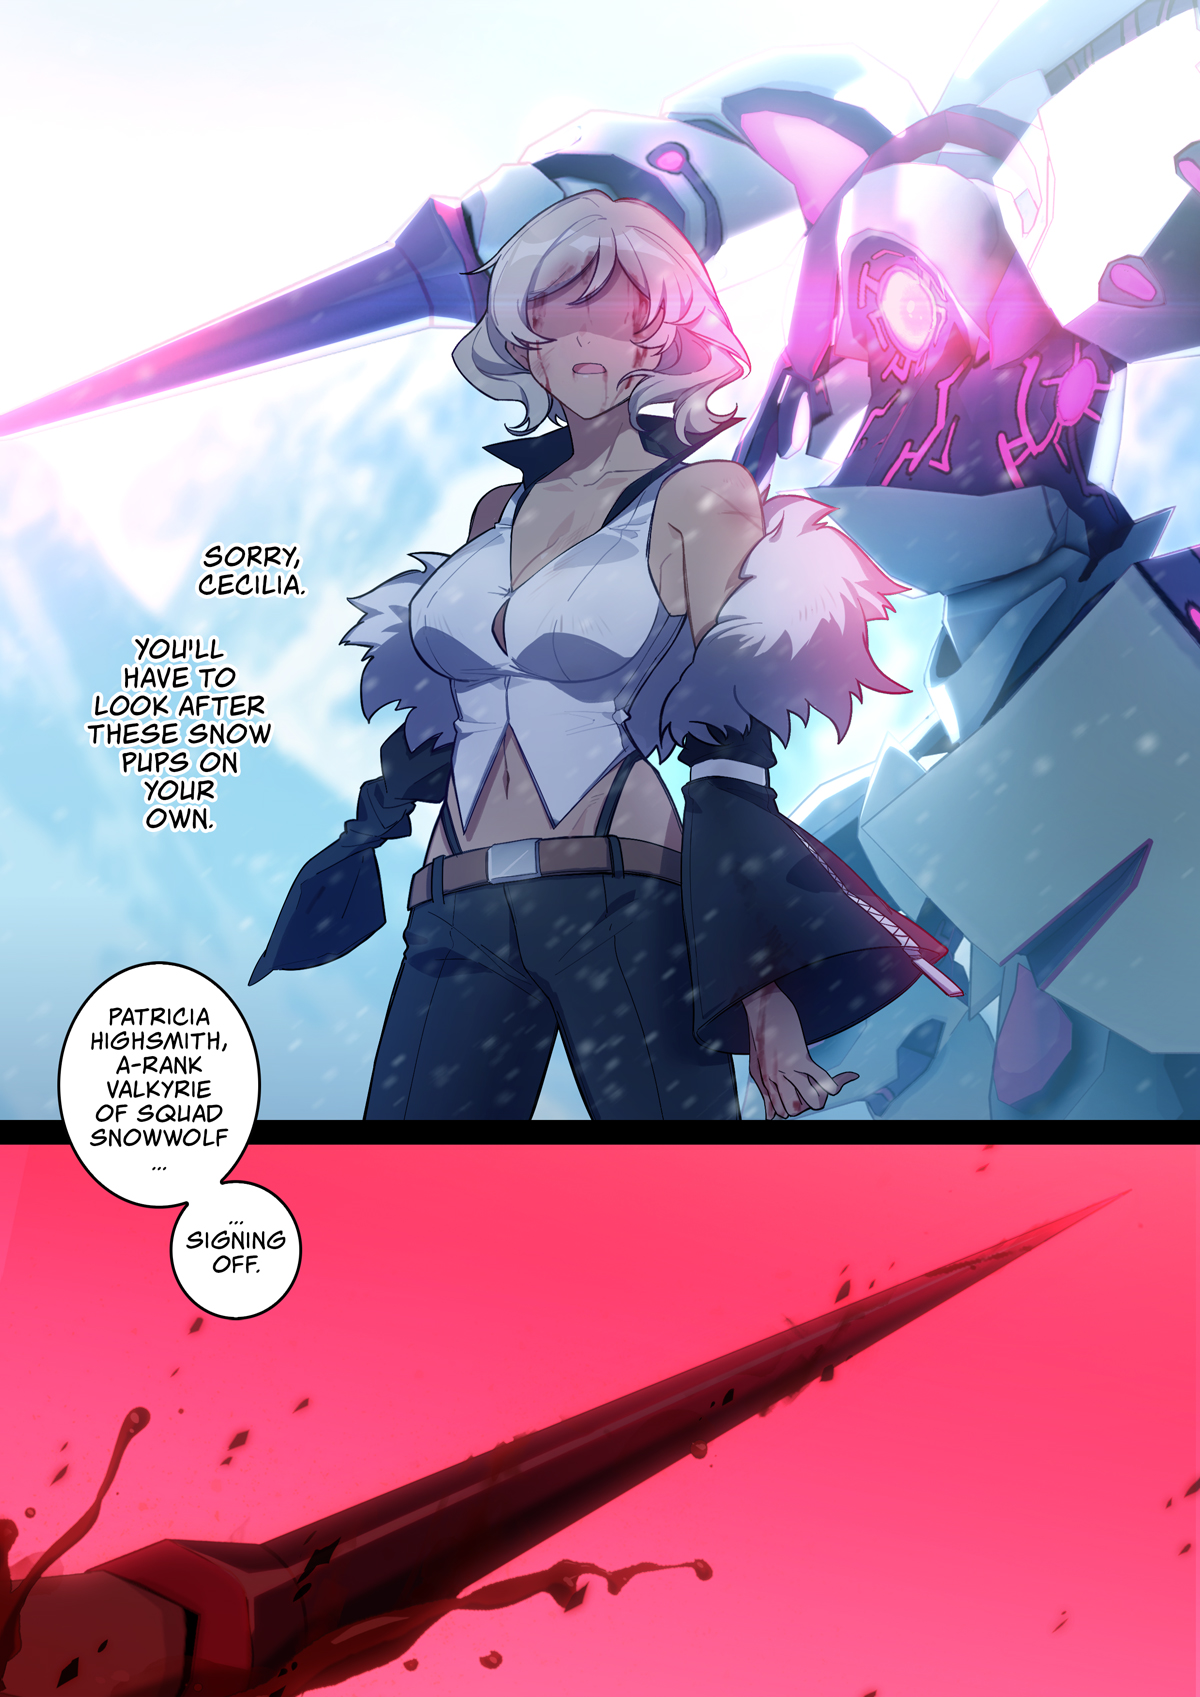 SORRY,
CECILIA.
YOU'LL
HAVE TO
LOOK AFTER
THESE SNOW
PUPS ON
YOUR
OWN.
PATRICIA
HIGHSMITH,
A-RANK
VALKYRIE
OF SQUAD
SNOWWOLF
...
...
SIGNING
OFF.